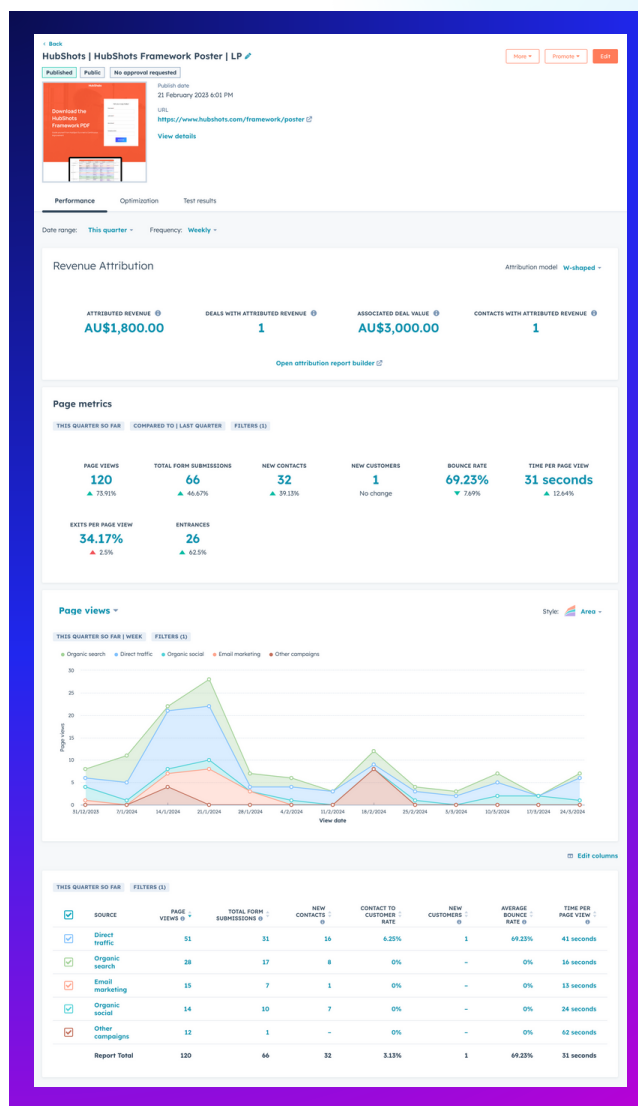 ‹ Back
HubShots | HubShots Framework Poster | LP
More
Promote
Edit
Published Public No approval requested
Publish date
21 February 2023 6:01 PM
URL
https://www.hubshots.com/framework/poster
View details
Download the
HubShots
Framework PDF
Performance Optimization Test results
Date range: This quarter Frequency: Weekly
Revenue Attribution
Attribution model W-shaped
ATTRIBUTED REVENUE DEALS WITH ATTRIBUTED REVENUE ASSOCIATED DEAL VALUE CONTACTS WITH ATTRIBUTED REVENUE
AU$1,800.00 1 AU$3,000.00 1
Open attribution report builder
Page metrics
THIS QUARTER SO FAR COMPARED TO | LAST QUARTER FILTERS (1)
PAGE VIEWS TOTAL FORM SUBMISSIONS NEW CONTACTS NEW CUSTOMERS BOUNCE RATE TIME PER PAGE VIEW
120 66 32 1 69.23% 31 seconds
73.91% 46.67% 39.13% No change 7.69% 12.64%
EXITS PER PAGE VIEW ENTRANCES
34.17% 26
2.5% 62.5%
Page views
Style: Area
THIS QUARTER SO FAR | WEEK FILTERS (1)
Organic search Direct traffic Organic social Email marketing Other campaigns
30
25
20
15
10
5
0
Page views
31/12/2023 7/1/2024 14/1/2024 21/1/2024 28/1/2024 4/2/2024 11/2/2024 18/2/2024 25/2/2024 3/3/2024 10/3/2024 17/3/2024 24/3/2024
View date
Edit columns
THIS QUARTER SO FAR FILTERS (1)
SOURCE PAGE VIEWS TOTAL FORM SUBMISSIONS NEW CONTACTS CONTACT TO CUSTOMER RATE NEW CUSTOMERS AVERAGE BOUNCE RATE TIME PER PAGE VIEW
Direct traffic 51 31 16 6.25% 1 69.23% 41 seconds
Organic search 28 17 8 0% – 0% 16 seconds
Email marketing 15 7 1 0% – 0% 13 seconds
Organic social 14 10 7 0% – 0% 24 seconds
Other campaigns 12 1 – 0% – 0% 62 seconds
Report Total 120 66 32 3.13% 1 69.23% 31 seconds